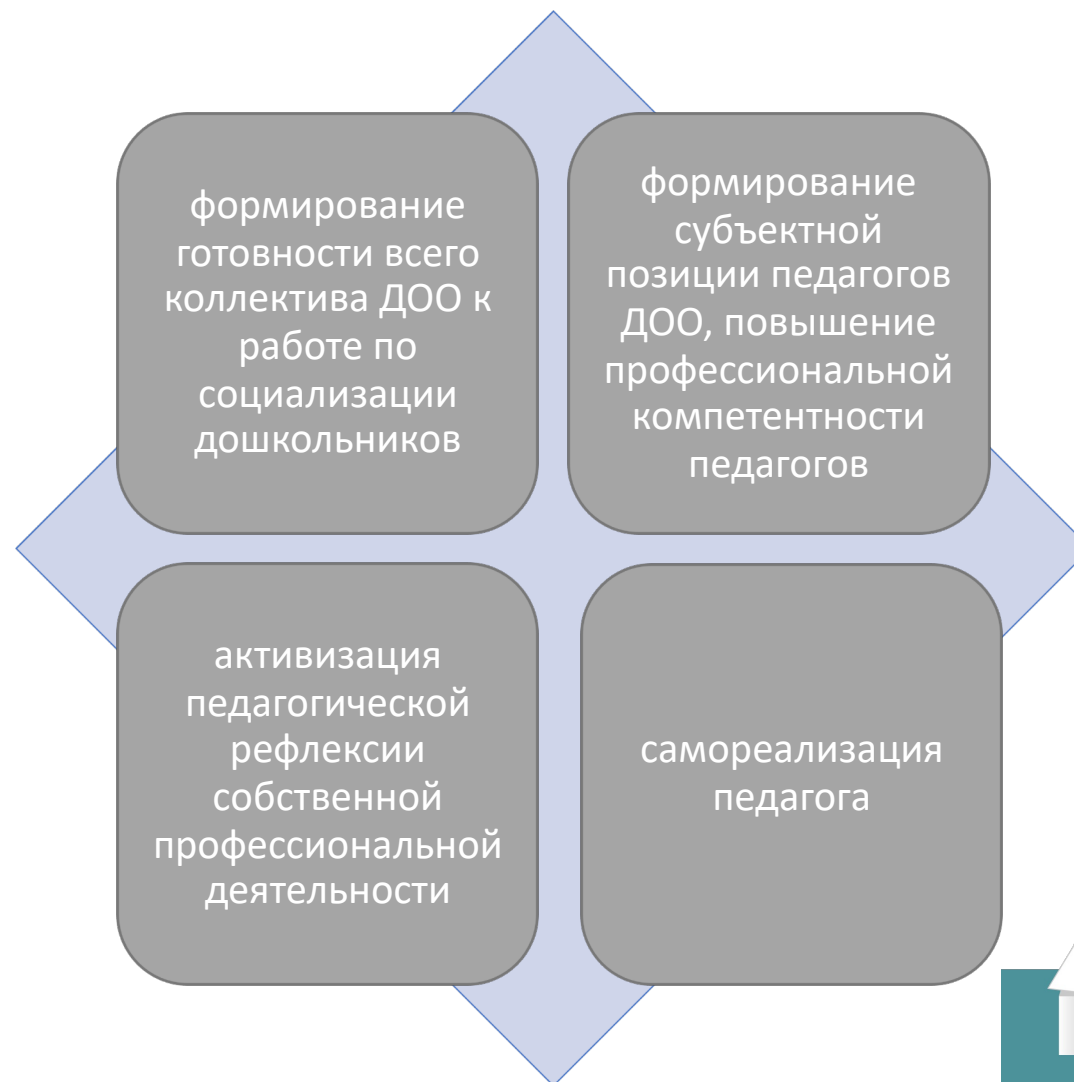 формирование
готовности всего
коллектива ДОО к
работе по
социализации
дошкольников
формирование
субъектной
позиции педагогов
ДОО, повышение
профессиональной
компетентности
педагогов
активизация
педагогической
рефлексии
собственной
профессиональной
деятельности
самореализация
педагога